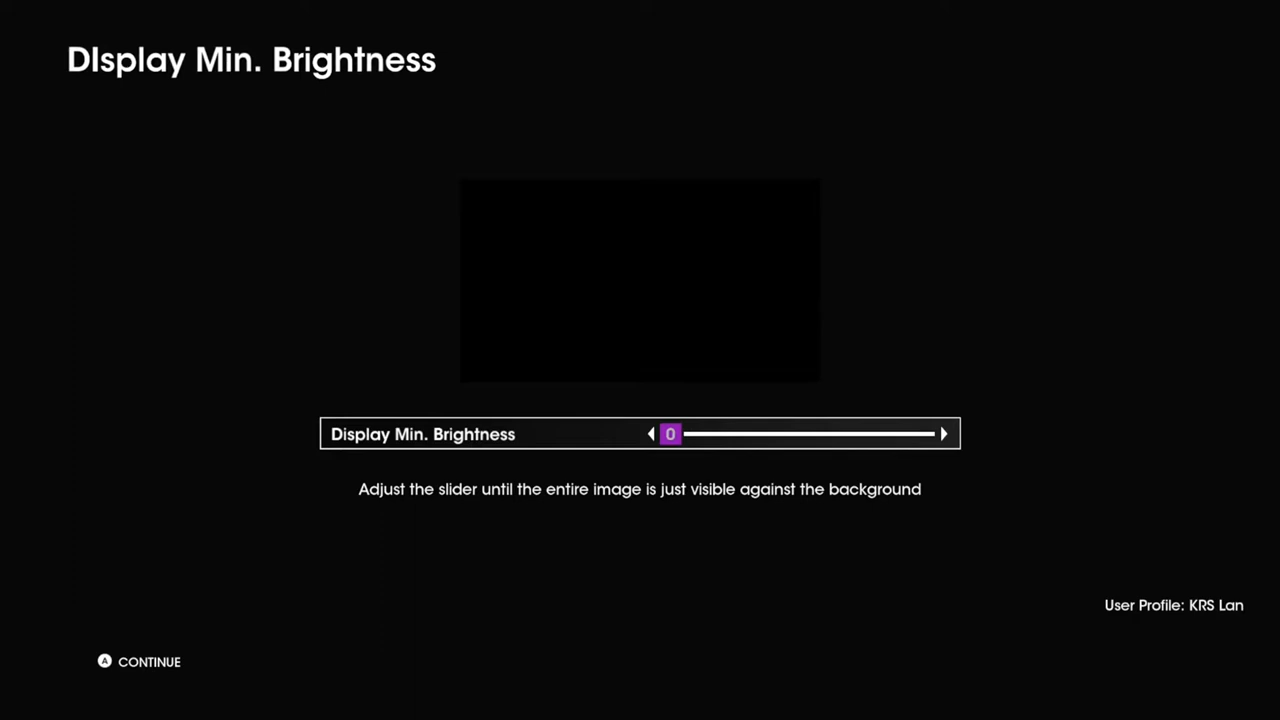 DIsplay Min. Brightness
Display Min. Brightness 0
Adjust the slider until the entire image is just visible against the background
User Profile: KRS Lan
A CONTINUE